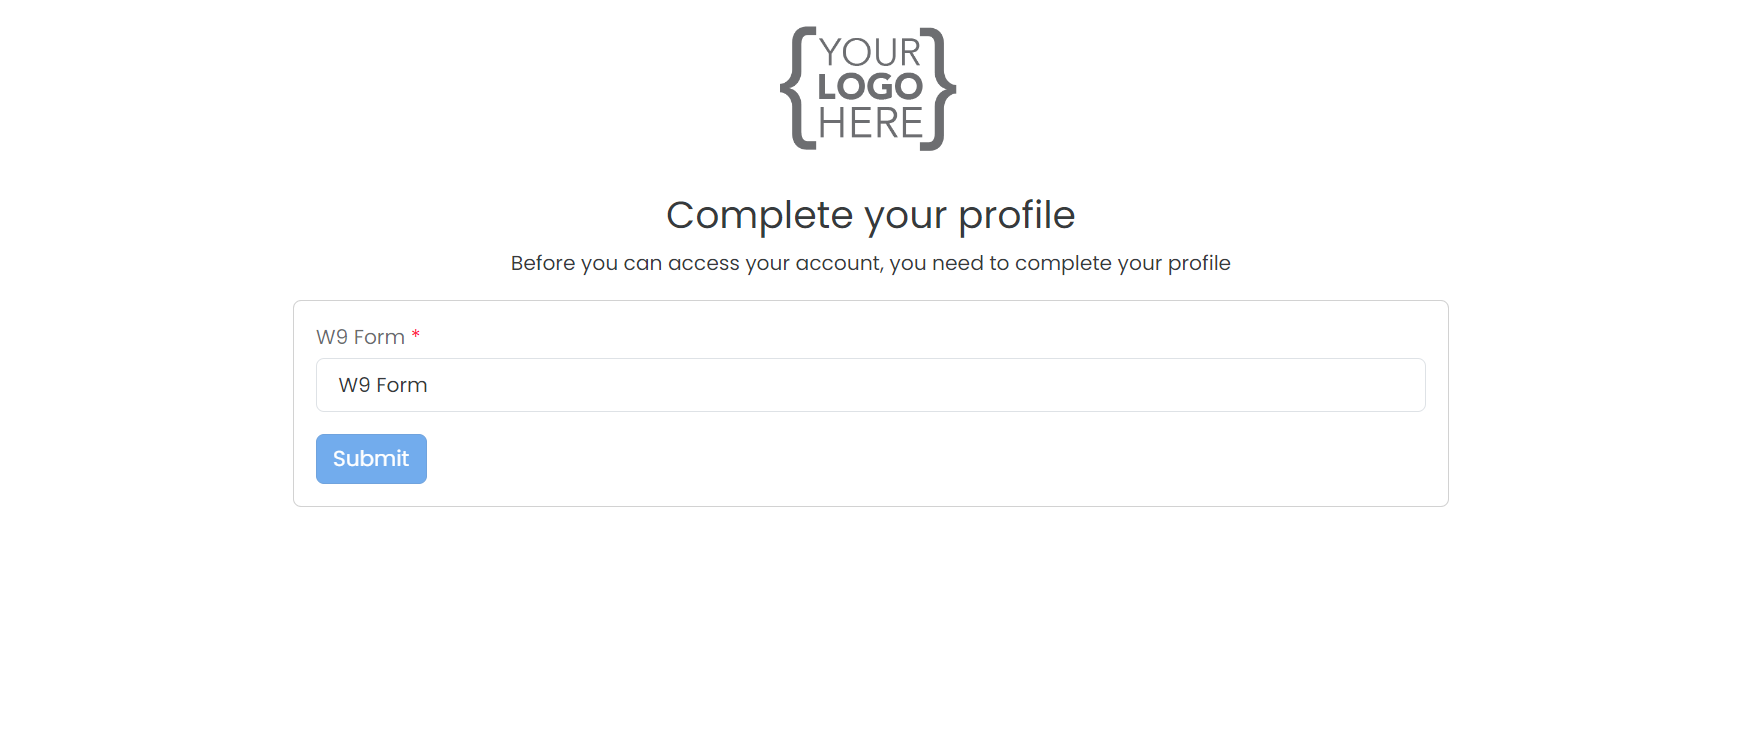 YOUR
LOGO
HERE
Complete your profile
Before you can access your account, you need to complete your profile
W9 Form *
W9 Form
Submit